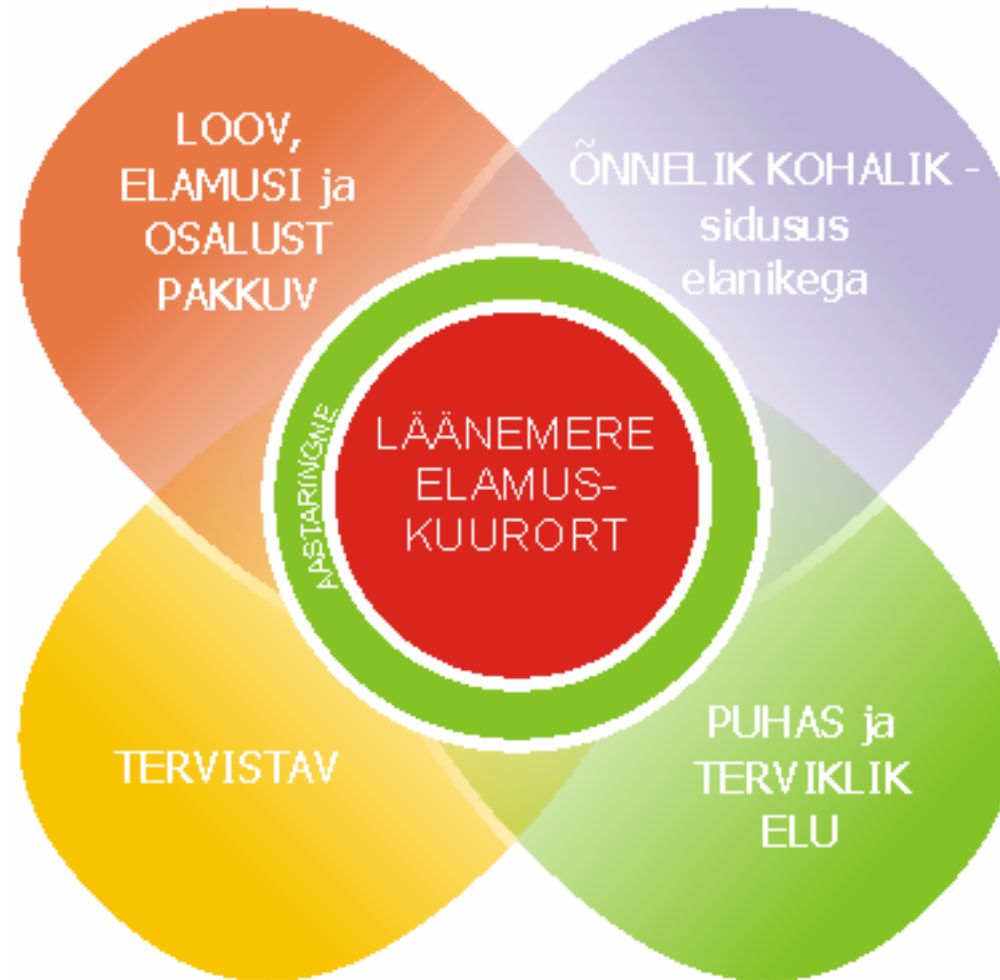 LOOV,
ELAMUSI ja
OSALUST
PAKKUV
ÕNNELIK KOHALIK -
sidusus
elanikega
AASTARINGNE
LÄÄNEMERE
ELAMUS-
KUURORT
TERVISTAV
PUHAS ja
TERVIKLIK
ELU